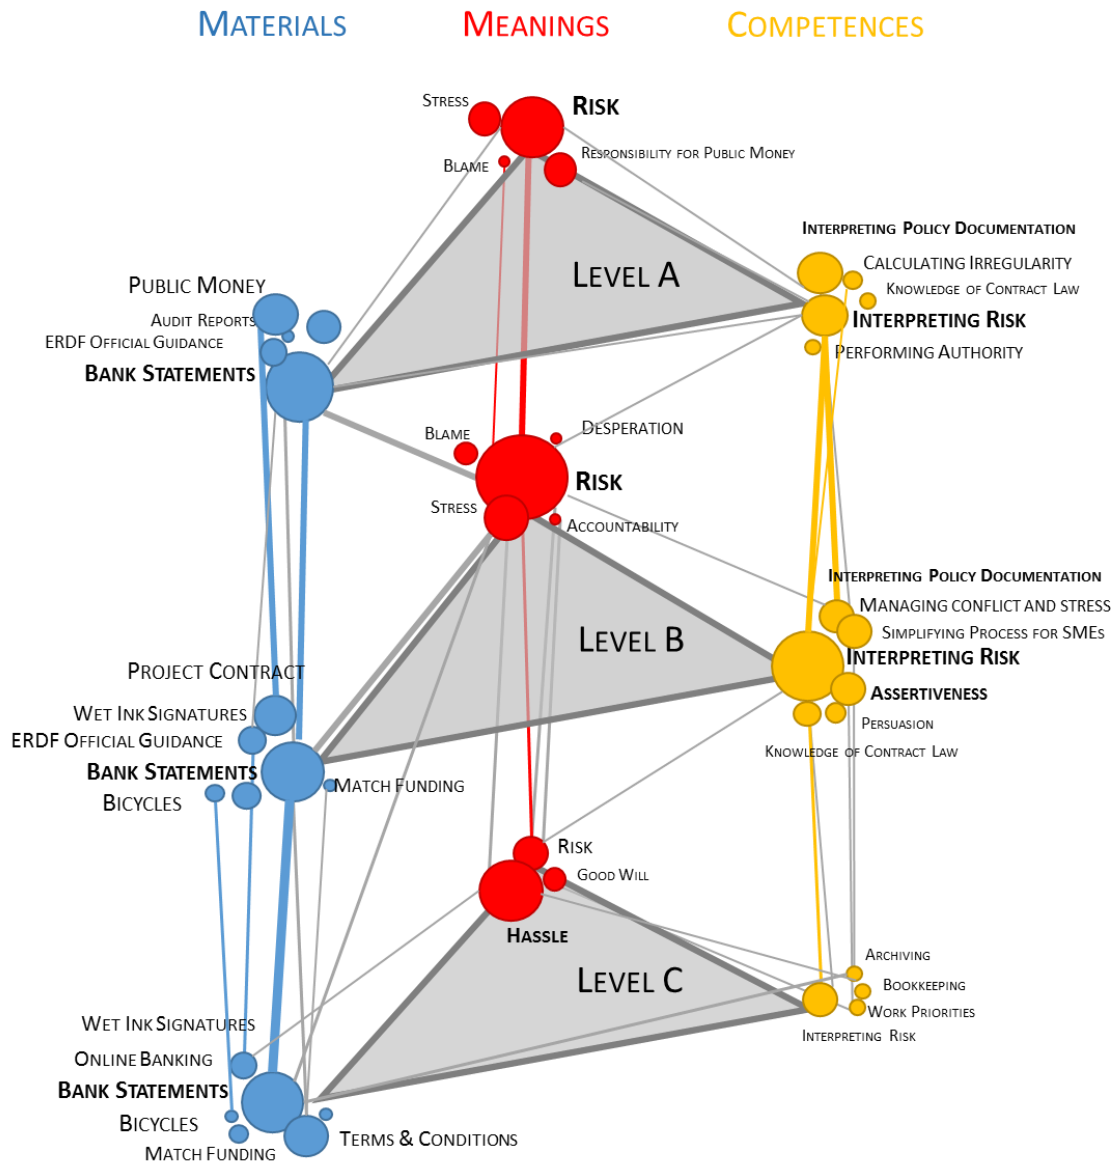 MATERIALS MEANINGS COMPETENCES
STRESS
RISK
BLAME
RESPONSIBILITY FOR PUBLIC MONEY
INTERPRETING POLICY DOCUMENTATION
LEVEL A
CALCULATING IRREGULARITY
PUBLIC MONEY
KNOWLEDGE OF CONTRACT LAW
AUDIT REPORTS
INTERPRETING RISK
ERDF OFFICIAL GUIDANCE
PERFORMING AUTHORITY
BANK STATEMENTS
BLAME
DESPERATION
RISK
STRESS
ACCOUNTABILITY
INTERPRETING POLICY DOCUMENTATION
MANAGING CONFLICT AND STRESS
SIMPLIFYING PROCESS FOR SMES
LEVEL B
INTERPRETING RISK
PROJECT CONTRACT
ASSERTIVENESS
WET INK SIGNATURES
PERSUASION
ERDF OFFICIAL GUIDANCE
KNOWLEDGE OF CONTRACT LAW
BANK STATEMENTS
MATCH FUNDING
BICYCLES
RISK
GOOD WILL
HASSLE
ARCHIVING
LEVEL C
BOOKKEEPING
WORK PRIORITIES
WET INK SIGNATURES
INTERPRETING RISK
ONLINE BANKING
BANK STATEMENTS
BICYCLES
TERMS & CONDITIONS
MATCH FUNDING